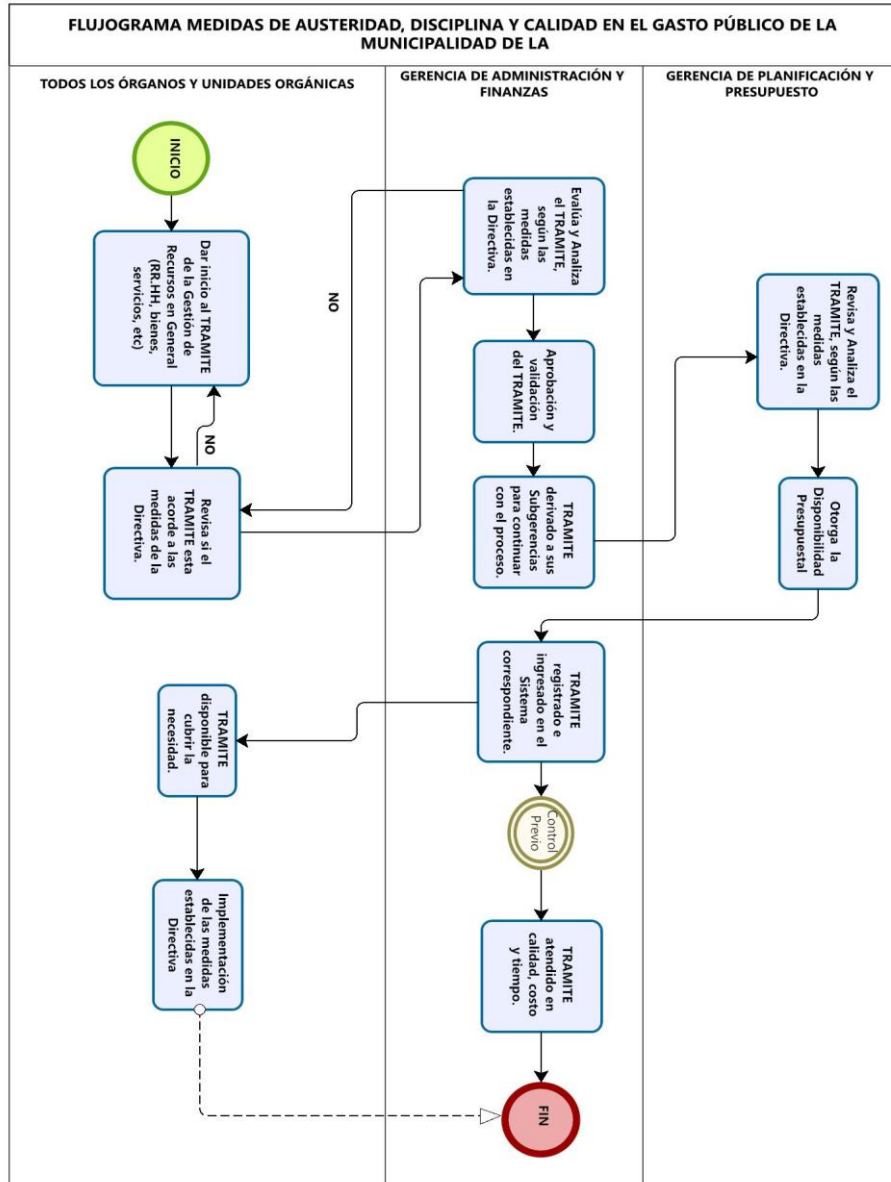 FLUJOGRAMA MEDIDAS DE AUSTERIDAD, DISCIPLINA Y CALIDAD EN EL GASTO PÚBLICO DE LA
MUNICIPALIDAD DE LA
TODOS LOS ÓRGANOS Y UNIDADES ORGÁNICAS
GERENCIA DE ADMINISTRACIÓN Y
FINANZAS
GERENCIA DE PLANIFICACIÓN Y
PRESUPUESTO
INICIO
Dar inicio al TRAMITE
de la Gestión de
Recursos en General
(RR.HH, bienes,
servicios, etc)
NO
Revisa si el
TRAMITE esta
acorde a las
medidas de la
Directiva.
NO
Evalúa y Analiza
el TRAMITE,
según las
medidas
establecidas en
la Directiva.
Aprobación y
validación
del TRAMITE.
TRAMITE
derivado a sus
Subgerencias
para continuar
con el proceso.
Revisa y Analiza el
TRAMITE, según las
medidas
establecidas en la
Directiva.
Otorga la
Disponibilidad
Presupuestal
TRAMITE
registrado e
ingresado en el
Sistema
correspondiente.
TRAMITE
disponible para
cubrir la
necesidad.
Implementación
de las medidas
establecidas en la
Directiva
Control
Previo
TRAMITE
atendido en
calidad, costo
y tiempo.
FIN